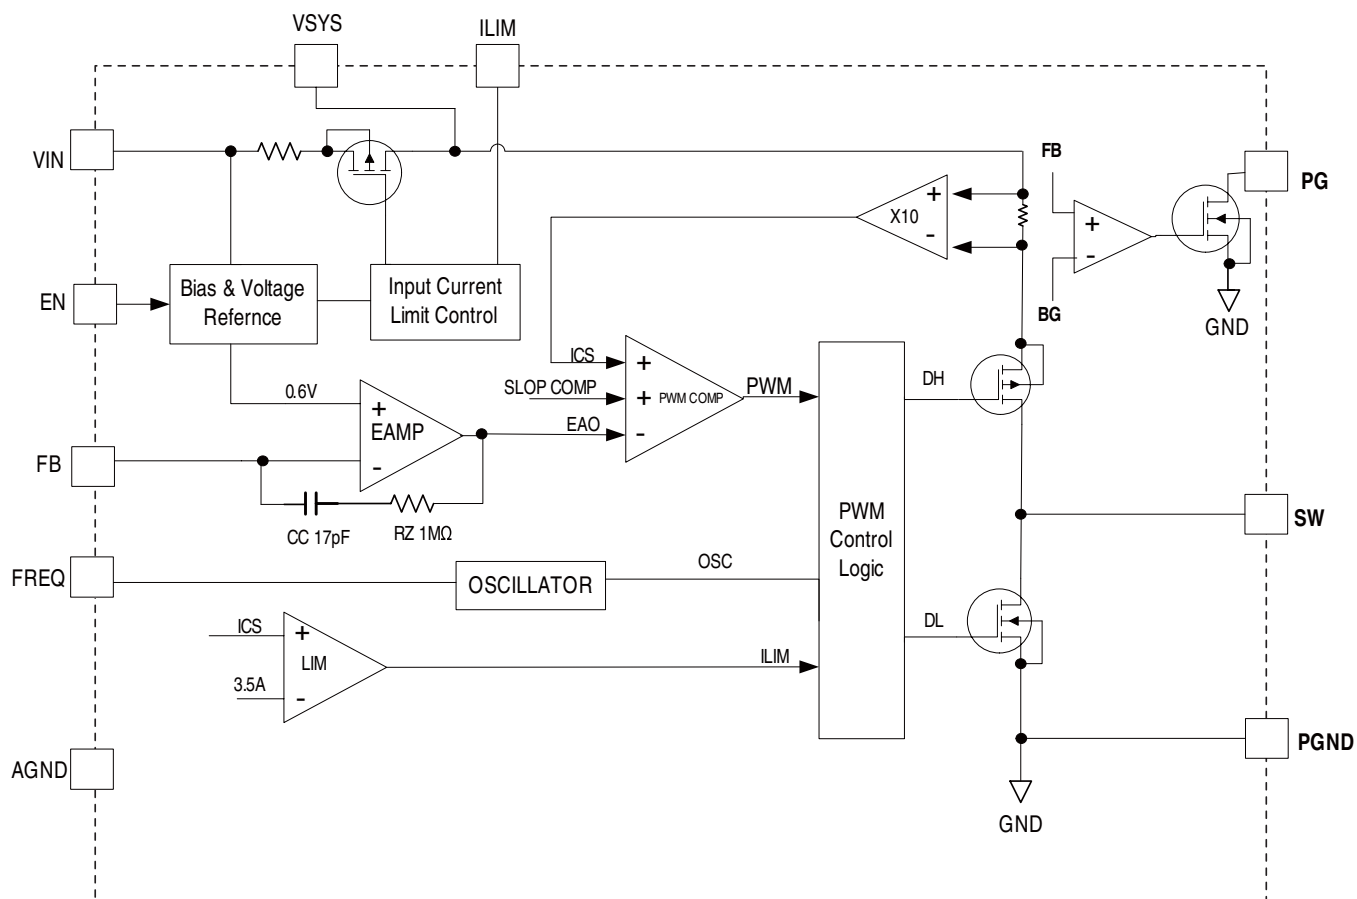 VSYS
ILIM
VIN
FB
PG
+
X10
-
+
-
Bias & Voltage
Refernce
Input Current
Limit Control
EN
BG
GND
ICS
+
PWM
DH
SLOP COMP
+
PWM COMP
0.6V
+
EAMP
EAO
-
FB
-
CC 17pF
RZ 1MΩ
SW
PWM
Control
Logic
FREQ
OSCILLATOR
OSC
ICS
+
LIM
DL
ILIM
3.5A
-
PGND
AGND
GND